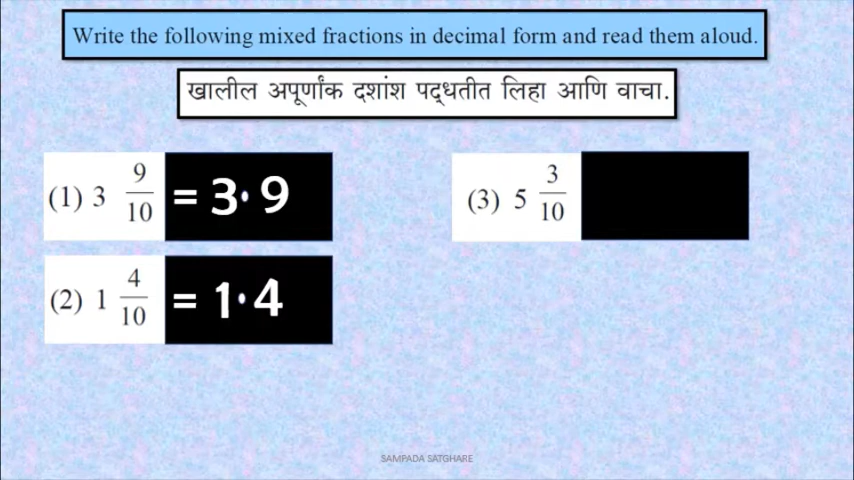 Write the following mixed fractions in decimal form and read them aloud.
खालील अपूर्णांक दशांश पद्धतीत लिहा आणि वाचा.
(1) 3 9/10 = 3·9
(2) 1 4/10 = 1·4
(3) 5 3/10
SAMPADA SATGHARE